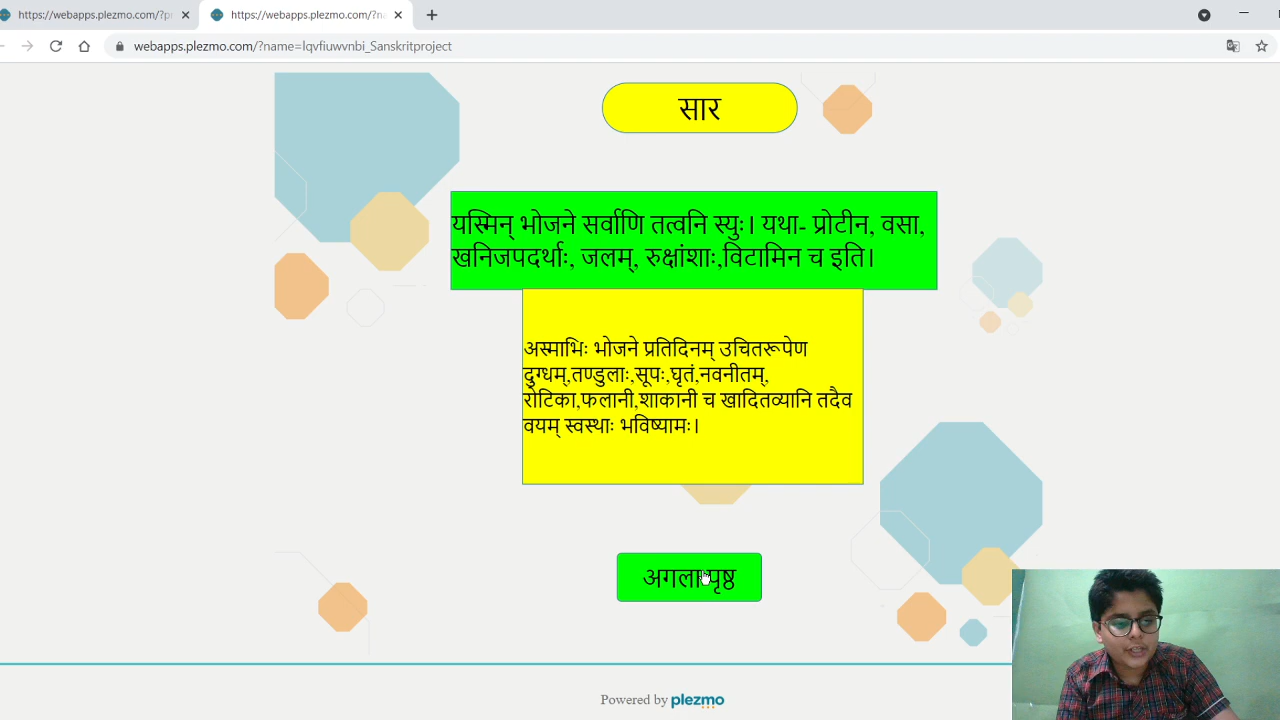 https://webapps.plezmo.com/?pr
https://webapps.plezmo.com/?na
webapps.plezmo.com/?name=lqvfiuwvnbi_Sanskritproject
सार
यस्मिन् भोजने सर्वाणि तत्वनि स्युः। यथा- प्रोटीन, वसा,
खनिजपदर्थाः, जलम्, रुक्षांशाः,विटामिन च इति।
अस्माभिः भोजने प्रतिदिनम् उचितरूपेण
दुग्धम्,तण्डुलाः,सूपः,घृतं,नवनीतम्,
रोटिका,फलानी,शाकानी च खादितव्यानि तदैव
वयम् स्वस्थाः भविष्यामः।
अगला पृष्ठ
Powered by plezmo